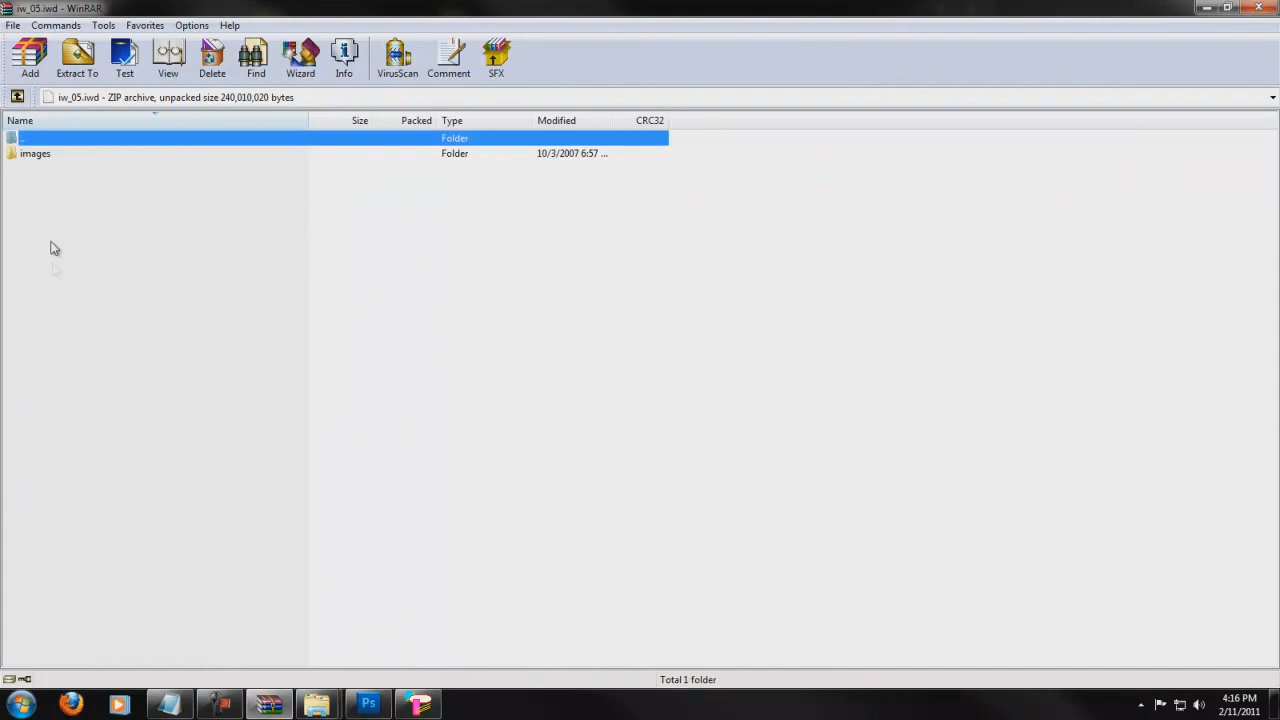 iw_05.iwd - WinRAR
File Commands Tools Favorites Options Help
Add Extract To Test View Delete Find Wizard Info VirusScan Comment SFX
iw_05.iwd - ZIP archive, unpacked size 240,010,020 bytes
Name Size Packed Type Modified CRC32
.. Folder
images Folder 10/3/2007 6:57 ...
Total 1 folder
Ps
4:16 PM
2/11/2011